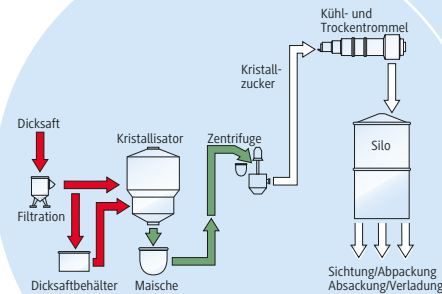 Kühl- und
Trockentrommel
Kristall-
zucker
Dicksaft
Kristallisator
Zentrifuge
Silo
Filtration
Dicksaftbehälter
Maische
Sichtung/Abpackung
Absackung/Verladung